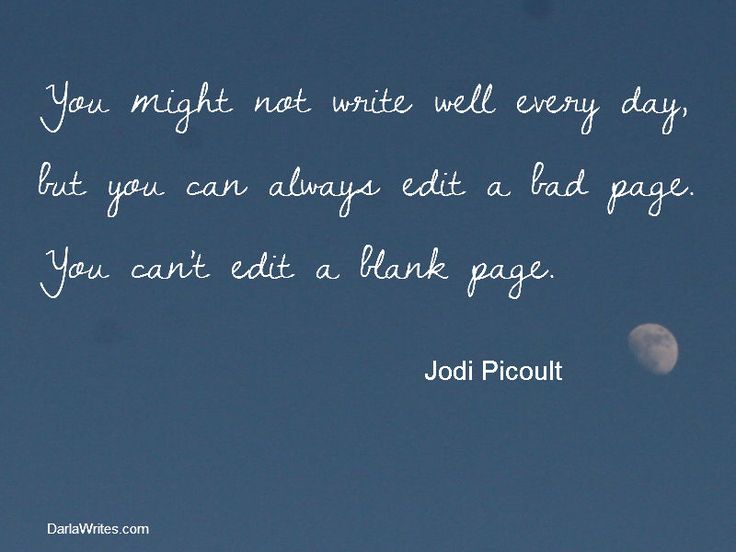 You might not write well every day,
but you can always edit a bad page.
You can't edit a blank page.
Jodi Picoult
DarlaWrites.com